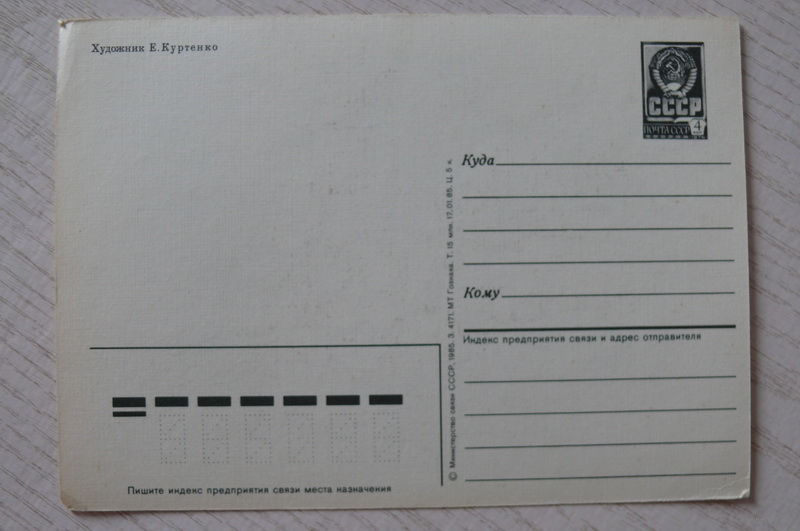 Художник Е. Куртенко
СССР
ПОЧТА СССР 4
Куда
Кому
Индекс предприятия связи и адрес отправителя
© Министерство связи СССР, 1985. З. 4171. МТ Гознака. Т. 15 млн. 17.01.85. Ц. 5 к.
Пишите индекс предприятия связи места назначения